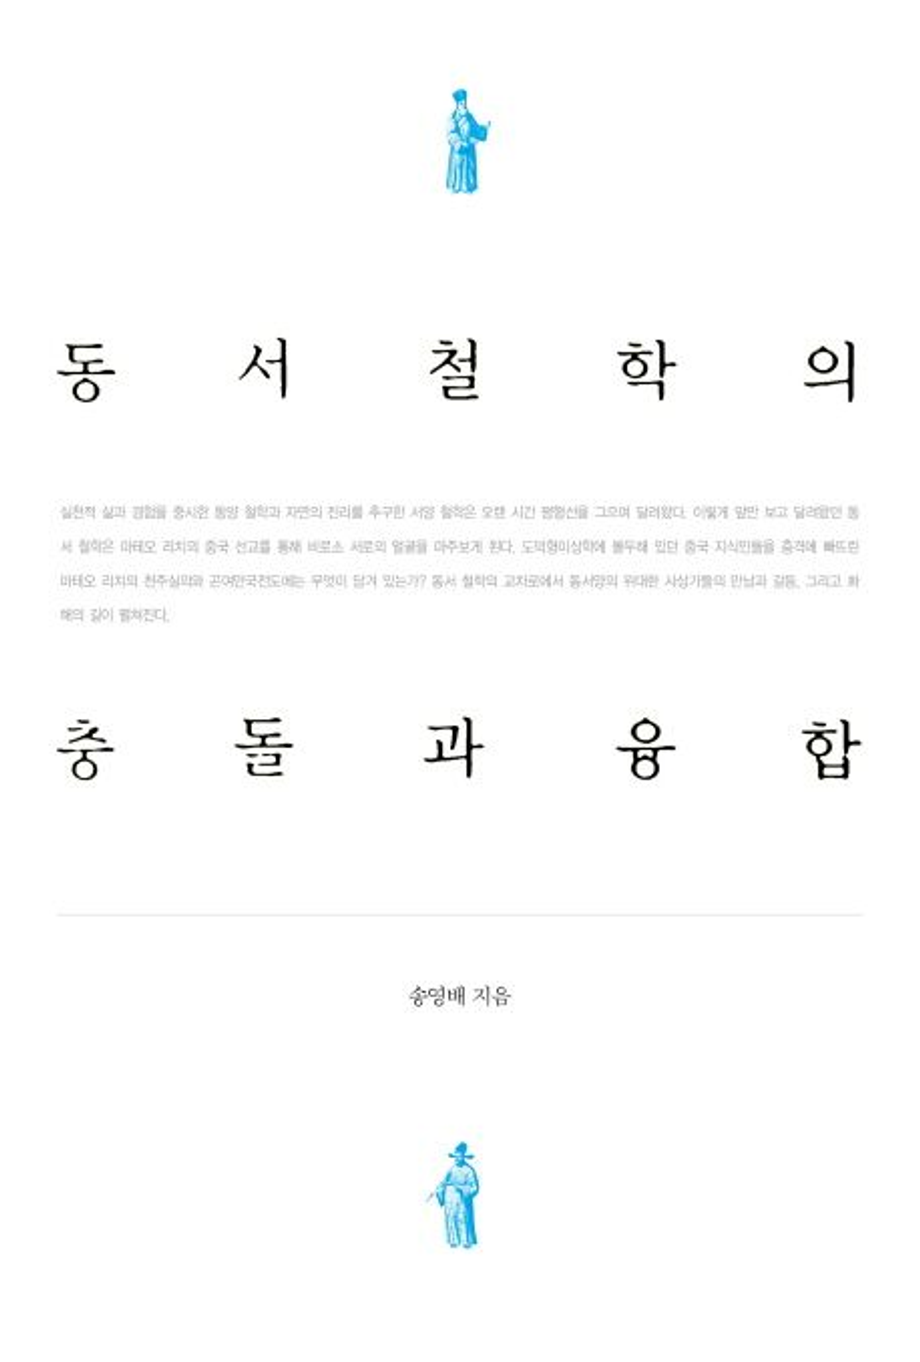 동서철학의
실천적 삶과 경험을 중시한 동양 철학과 자연의 진리를 추구한 서양 철학은 오랜 시간 평행선을 그으며 달려왔다. 이렇게 앞만 보고 달려왔던 동
서 철학은 마테오 리치의 중국 선교를 통해 비로소 서로의 얼굴을 마주보게 된다. 도덕형이상학에 몰두해 있던 중국 지식인들을 충격에 빠뜨린
마테오 리치의 천주실의와 곤여만국전도에는 무엇이 담겨 있는가? 동서 철학의 교차로에서 동서양의 위대한 사상가들의 만남과 갈등, 그리고 화
해의 길이 펼쳐진다.
충돌과융합
송영배 지음